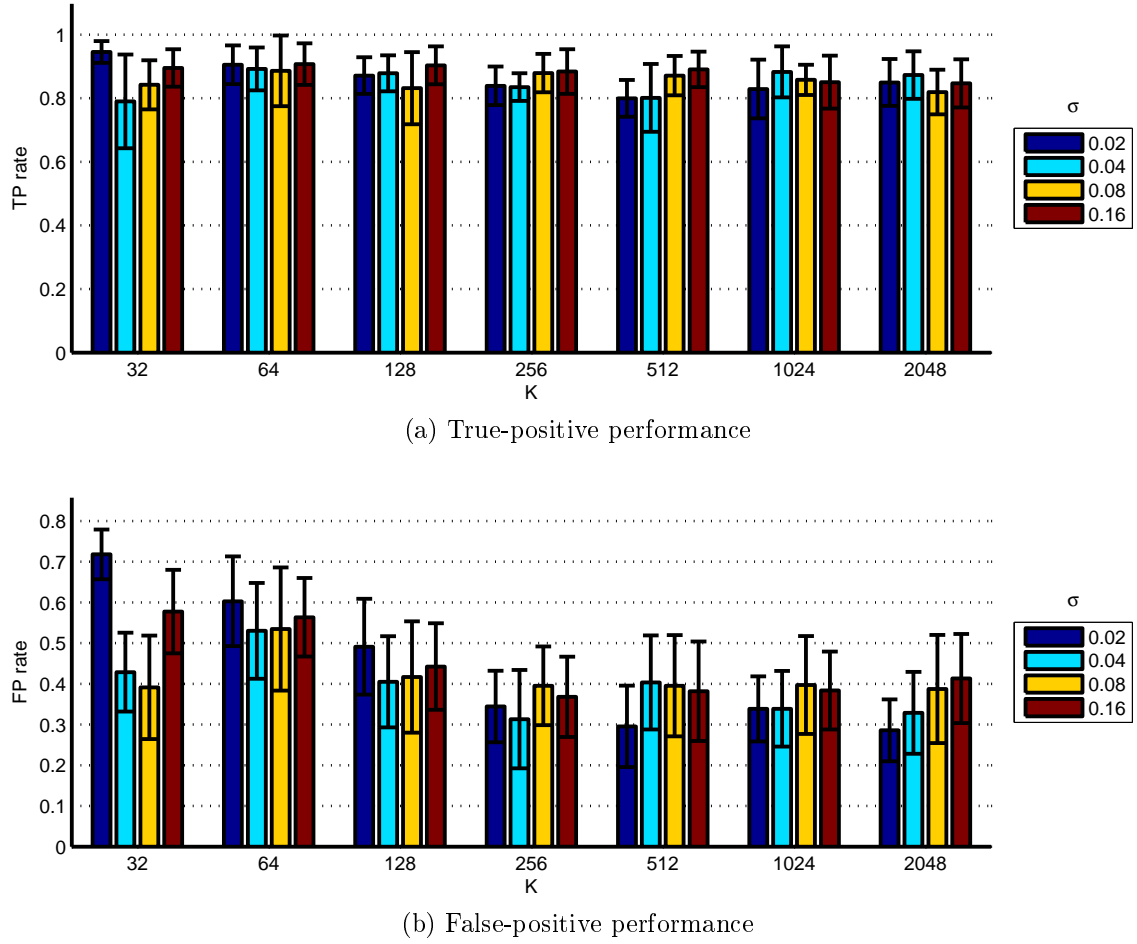 1
0.8
0.6
0.4
0.2
0
TP rate
32 64 128 256 512 1024 2048
K
σ
0.02
0.04
0.08
0.16
(a) True-positive performance
0.8
0.7
0.6
0.5
0.4
0.3
0.2
0.1
0
FP rate
32 64 128 256 512 1024 2048
K
σ
0.02
0.04
0.08
0.16
(b) False-positive performance